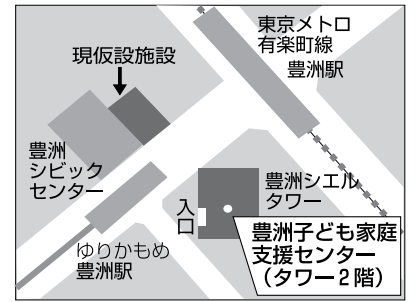 東京メトロ
有楽町線
豊洲駅
現仮設施設
豊洲
シビック
センター
豊洲シエル
タワー
入口
豊洲子ども家庭
支援センター
（タワー2階）
ゆりかもめ
豊洲駅